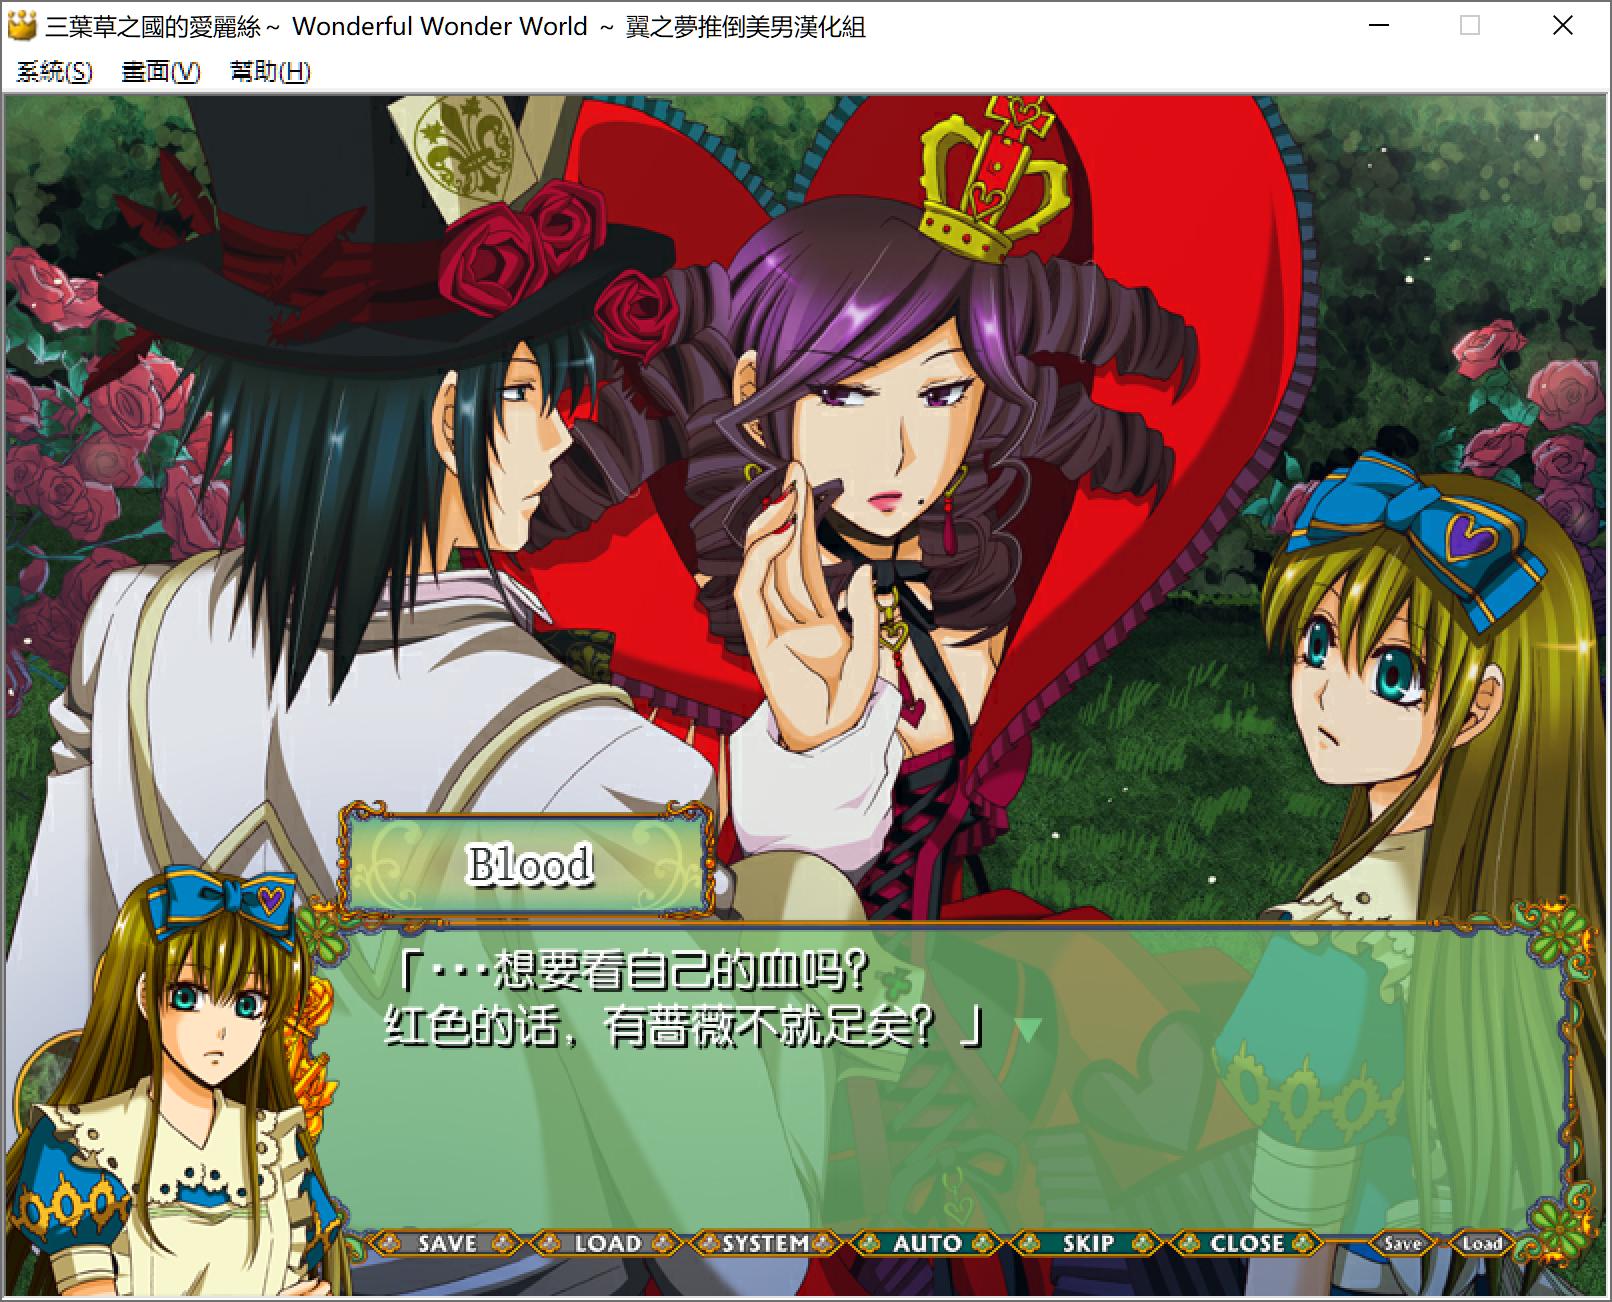 三葉草之國的愛麗絲～ Wonderful Wonder World ～ 翼之夢推倒美男漢化組
系統(S) 畫面(V) 幫助(H)
Blood
「···想要看自己的血吗?
红色的话，有蔷薇不就足矣? 」
SAVE LOAD SYSTEM AUTO SKIP CLOSE Save Load